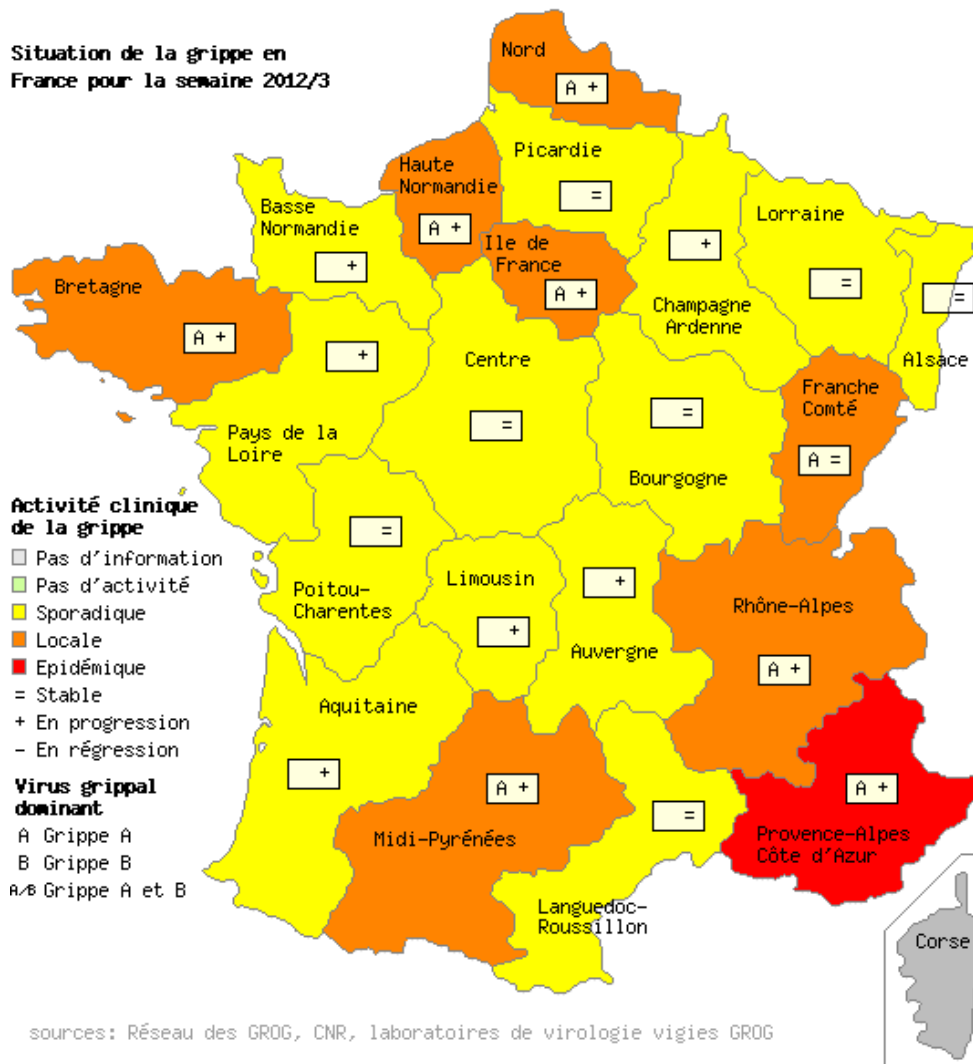 Situation de la grippe en
France pour la semaine 2012/3
Nord
A +
Picardie
=
Haute
Normandie
A +
Basse
Normandie
+
Ile de
France
A +
Champagne
Ardenne
+
Lorraine
=
Alsace
=
Bretagne
A +
Pays de la
Loire
+
Centre
=
Bourgogne
=
Franche
Comté
A =
Poitou-
Charentes
=
Limousin
+
Auvergne
+
Rhône-Alpes
A +
Aquitaine
+
Midi-Pyrénées
A +
Languedoc-
Roussillon
=
Provence-Alpes
Côte d'Azur
A +
Corse
Activité clinique
de la grippe
Pas d'information
Pas d'activité
Sporadique
Locale
Epidémique
= Stable
+ En progression
- En régression
Virus grippal
dominant
A Grippe A
B Grippe B
A/B Grippe A et B
sources: Réseau des GROG, CNR, laboratoires de virologie vigies GROG